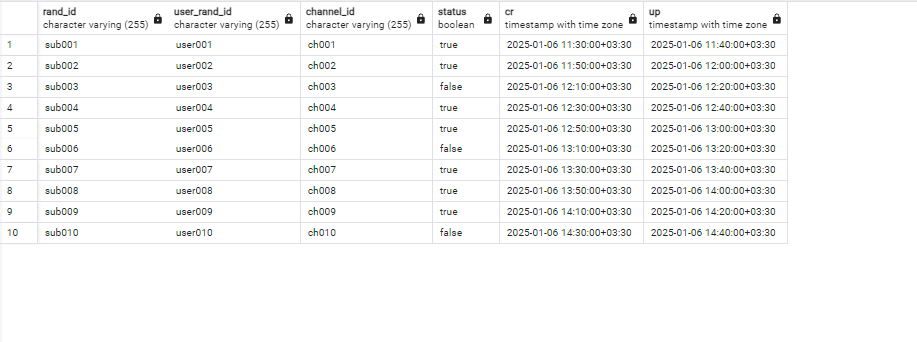 rand_id user_rand_id channel_id status cr up
character varying (255) character varying (255) character varying (255) boolean timestamp with time zone timestamp with time zone
1 sub001 user001 ch001 true 2025-01-06 11:30:00+03:30 2025-01-06 11:40:00+03:30
2 sub002 user002 ch002 true 2025-01-06 11:50:00+03:30 2025-01-06 12:00:00+03:30
3 sub003 user003 ch003 false 2025-01-06 12:10:00+03:30 2025-01-06 12:20:00+03:30
4 sub004 user004 ch004 true 2025-01-06 12:30:00+03:30 2025-01-06 12:40:00+03:30
5 sub005 user005 ch005 true 2025-01-06 12:50:00+03:30 2025-01-06 13:00:00+03:30
6 sub006 user006 ch006 false 2025-01-06 13:10:00+03:30 2025-01-06 13:20:00+03:30
7 sub007 user007 ch007 true 2025-01-06 13:30:00+03:30 2025-01-06 13:40:00+03:30
8 sub008 user008 ch008 true 2025-01-06 13:50:00+03:30 2025-01-06 14:00:00+03:30
9 sub009 user009 ch009 true 2025-01-06 14:10:00+03:30 2025-01-06 14:20:00+03:30
10 sub010 user010 ch010 false 2025-01-06 14:30:00+03:30 2025-01-06 14:40:00+03:30